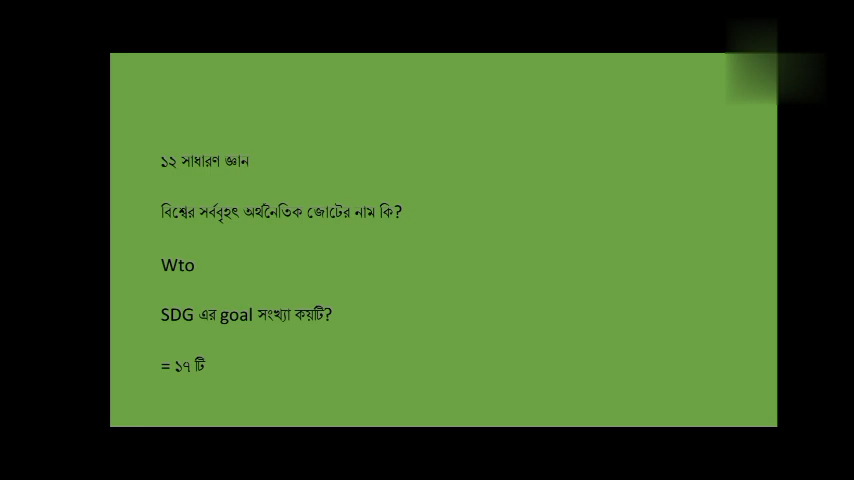 ১২ সাধারণ জ্ঞান
বিশ্বের সর্ববৃহৎ অর্থনৈতিক জোটের নাম কি?
Wto
SDG এর goal সংখ্যা কয়টি?
= ১৭ টি